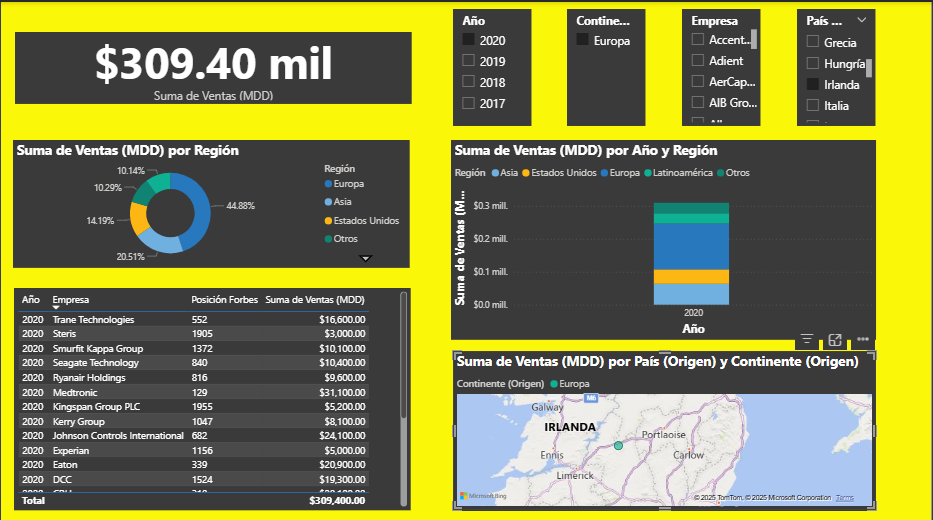 $309.40 mil
Suma de Ventas (MDD)
Año
2020
2019
2018
2017
Contine...
Europa
Empresa
Accent...
Adient
AerCap...
AIB Gro...
País ...
Grecia
Hungría
Irlanda
Italia
Suma de Ventas (MDD) por Región
10.14%
10.29%
14.19%
20.51%
44.88%
Región
Europa
Asia
Estados Unidos
Otros
Suma de Ventas (MDD) por Año y Región
Región Asia Estados Unidos Europa Latinoamérica Otros
Suma de Ventas (M...
$0.3 mill.
$0.2 mill.
$0.1 mill.
$0.0 mill.
2020
Año
Año Empresa Posición Forbes Suma de Ventas (MDD)
2020 Trane Technologies 552 $16,600.00
2020 Steris 1905 $3,000.00
2020 Smurfit Kappa Group 1372 $10,100.00
2020 Seagate Technology 840 $10,400.00
2020 Ryanair Holdings 816 $9,600.00
2020 Medtronic 129 $31,100.00
2020 Kingspan Group PLC 1955 $5,200.00
2020 Kerry Group 1047 $8,100.00
2020 Johnson Controls International 682 $24,100.00
2020 Experian 1156 $5,000.00
2020 Eaton 339 $20,900.00
2020 DCC 1524 $19,300.00
Total $309,400.00
Suma de Ventas (MDD) por País (Origen) y Continente (Origen)
Continente (Origen) Europa
M6
Galway
IRLANDA
Portlaoise
Ennis
Carlow
Limerick
Microsoft Bing
© 2025 TomTom, © 2025 Microsoft Corporation Terms